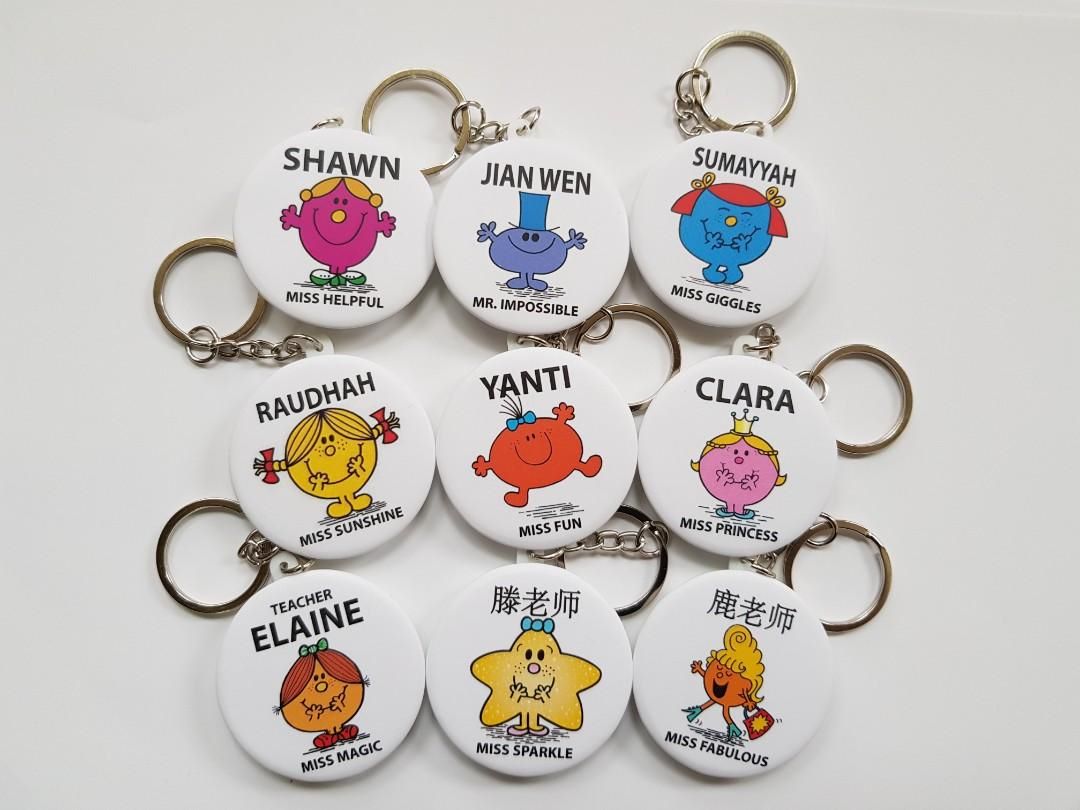 SHAWN
MISS HELPFUL
JIAN WEN
MR. IMPOSSIBLE
SUMAYYAH
MISS GIGGLES
RAUDHAH
MISS SUNSHINE
YANTI
MISS FUN
CLARA
MISS PRINCESS
TEACHER
ELAINE
MISS MAGIC
滕老师
MISS SPARKLE
鹿老师
MISS FABULOUS